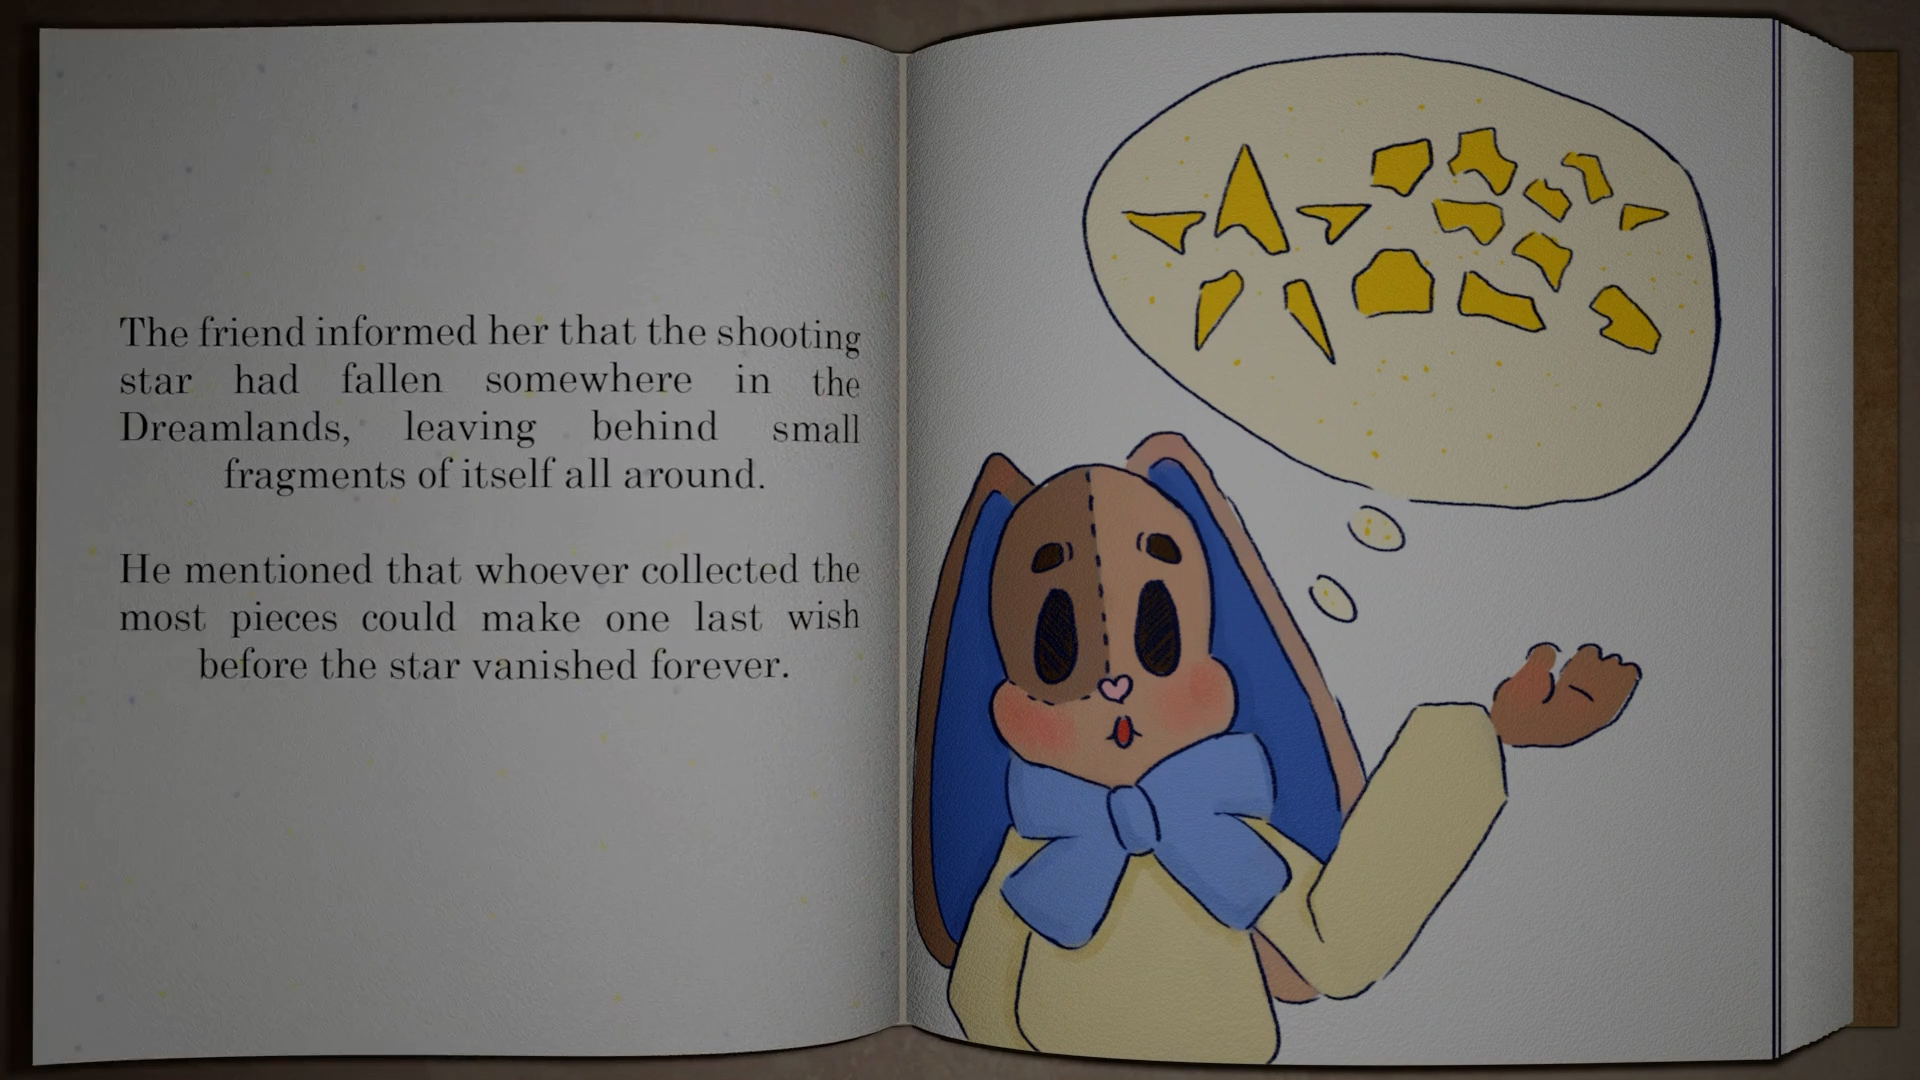 The friend informed her that the shooting
star had fallen somewhere in the
Dreamlands, leaving behind small
fragments of itself all around.
He mentioned that whoever collected the
most pieces could make one last wish
before the star vanished forever.